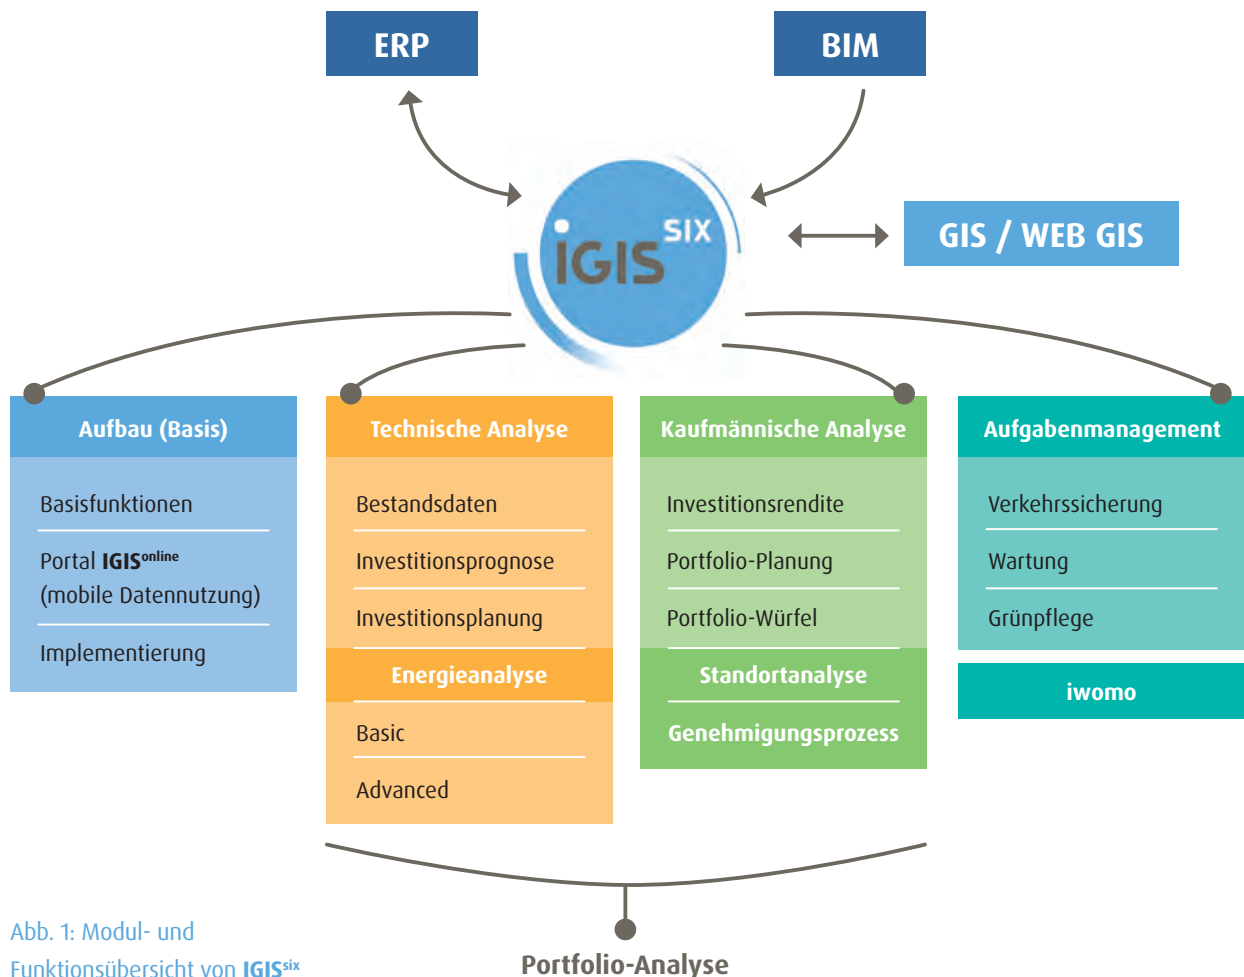 ERP
BIM
iGIS SIX
GIS / WEB GIS
Aufbau (Basis)
Basisfunktionen
Portal IGISonline
(mobile Datennutzung)
Implementierung
Technische Analyse
Bestandsdaten
Investitionsprognose
Investitionsplanung
Energieanalyse
Basic
Advanced
Kaufmännische Analyse
Investitionsrendite
Portfolio-Planung
Portfolio-Würfel
Standortanalyse
Genehmigungsprozess
Aufgabenmanagement
Verkehrssicherung
Wartung
Grünpflege
iwomo
Portfolio-Analyse
Abb. 1: Modul- und
Funktionsübersicht von IGISsix